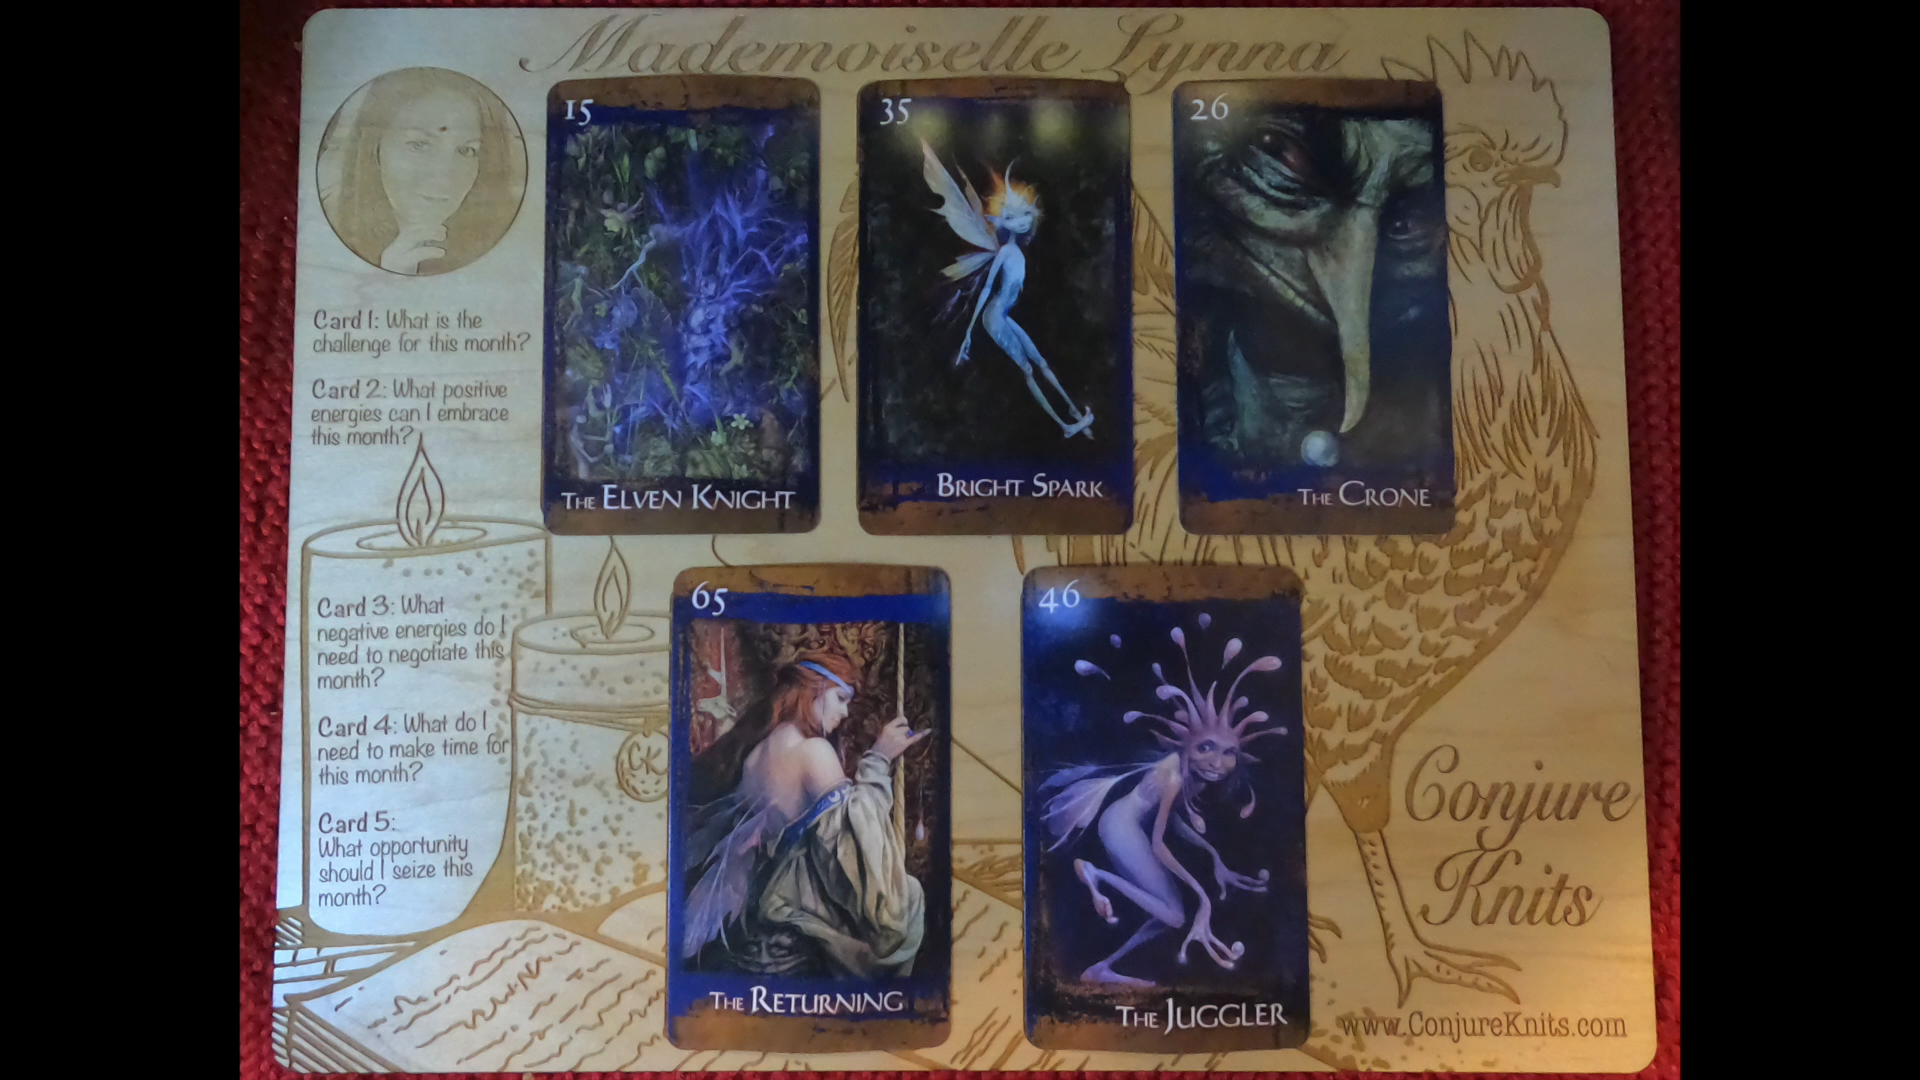 Mademoiselle Lynna
15
35
26
Card 1: What is the
challenge for this month?
Card 2: What positive
energies can I embrace
this month?
THE ELVEN KNIGHT
BRIGHT SPARK
THE CRONE
65
46
Card 3: What
negative energies do I
need to negotiate this
month?
Card 4: What do I
need to make time for
this month?
Card 5:
What opportunity
should I seize this
month?
CK
THE RETURNING
THE JUGGLER
Conjure
Knits
www.ConjureKnits.com